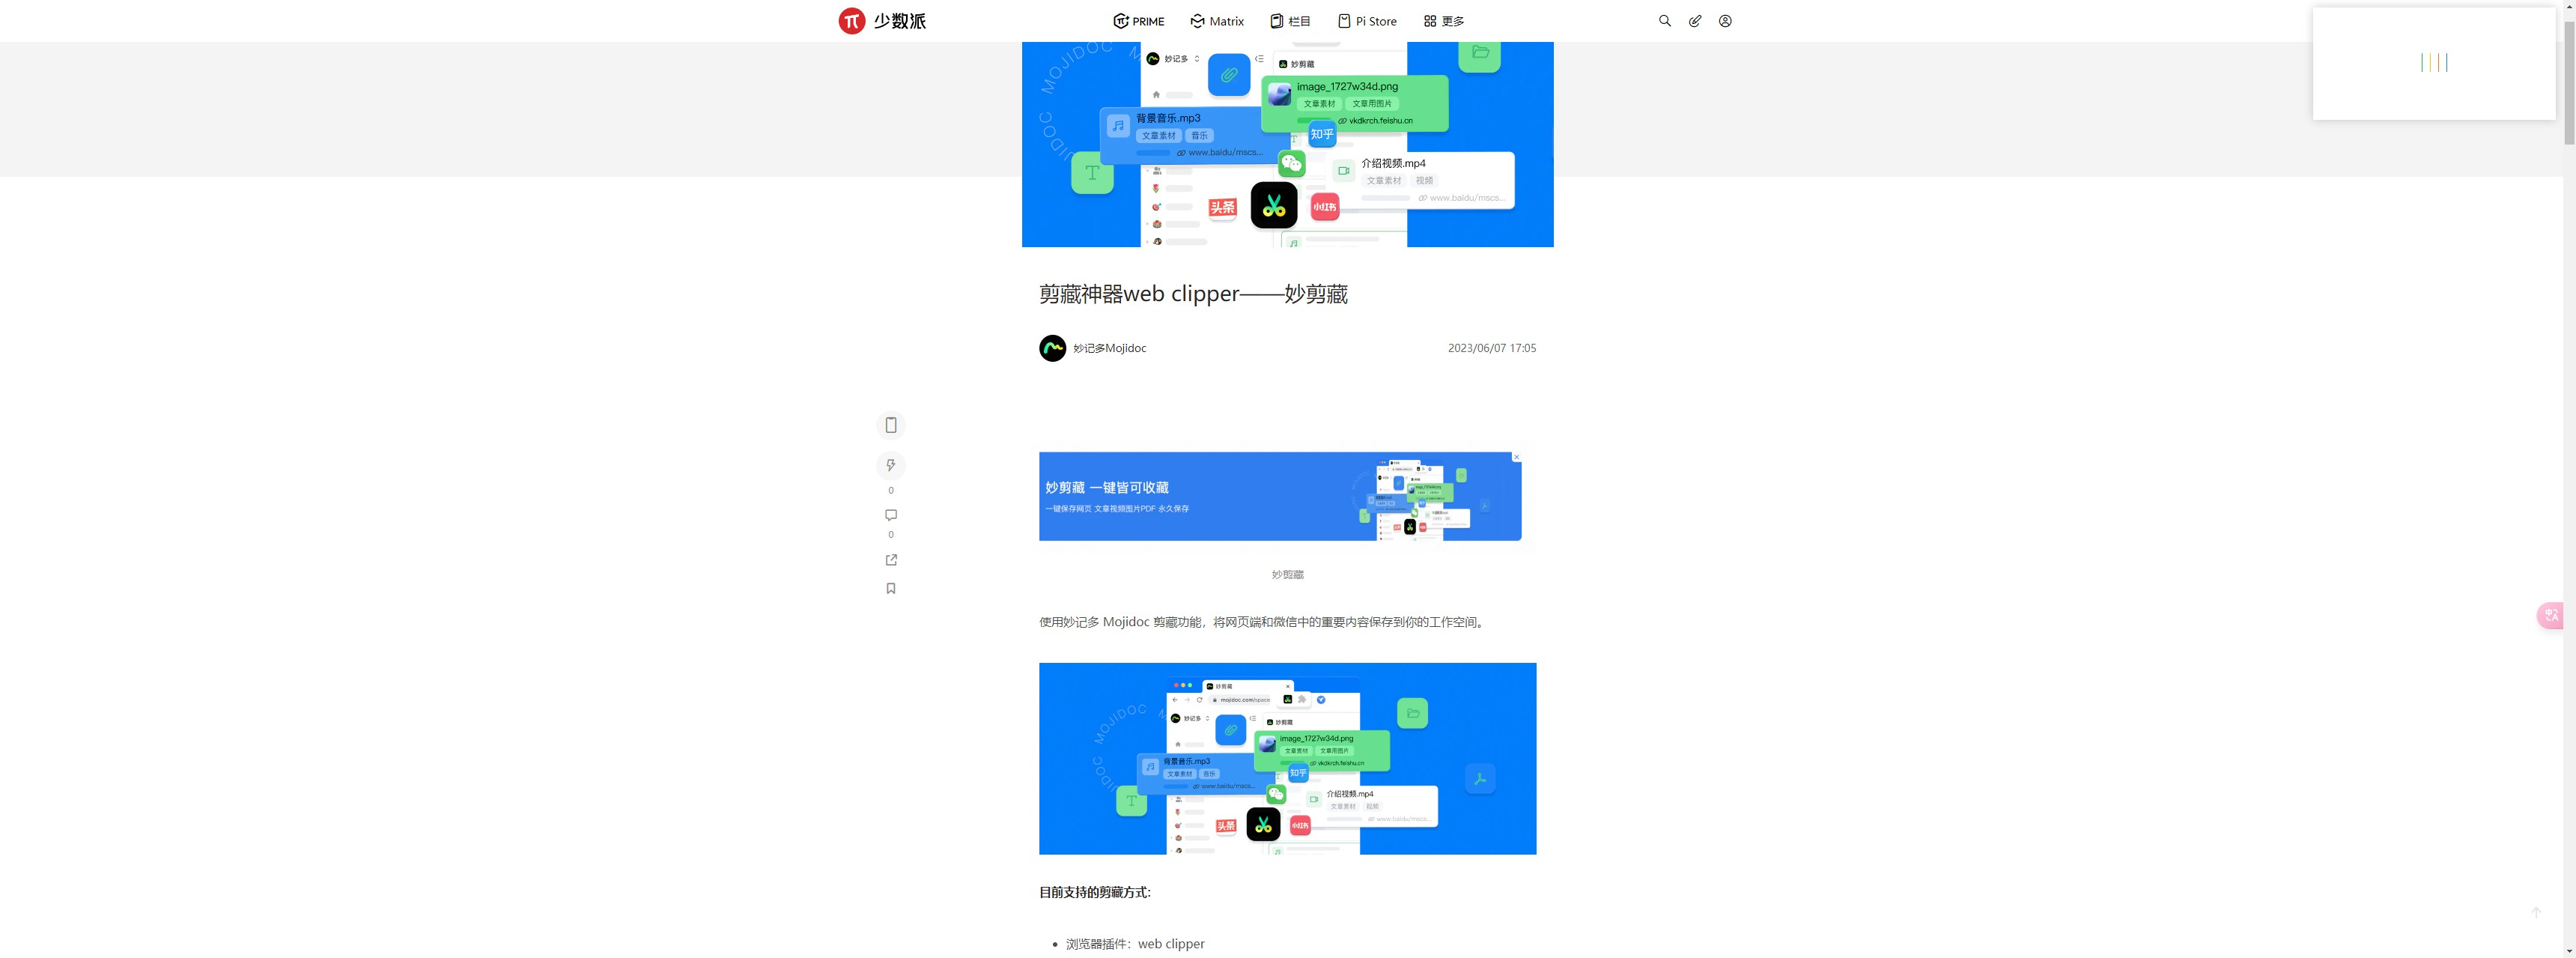 少数派
PRIME
Matrix
栏目
Pi Store
更多
MOJIDOC
妙记多
妙剪藏
image_1727w34d.png
文章素材 文章用图片
vkdkrch.feishu.cn
背景音乐.mp3
文章素材 音乐
www.baidu/mscs...
知乎
介绍视频.mp4
文章素材 视频
www.baidu/mscs...
头条
小红书
剪藏神器web clipper——妙剪藏
妙记多Mojidoc
2023/06/07 17:05
0
0
妙剪藏 一键皆可收藏
一键保存网页 文章视频图片PDF 永久保存
妙剪藏
使用妙记多 Mojidoc 剪藏功能，将网页端和微信中的重要内容保存到你的工作空间。
妙剪藏
mojidoc.com/space
MOJIDOC
妙记多
妙剪藏
image_1727w34d.png
文章素材 文章用图片
vkdkrch.feishu.cn
背景音乐.mp3
文章素材 音乐
www.baidu/mscs...
知乎
介绍视频.mp4
文章素材 视频
www.baidu/mscs...
头条
小红书
目前支持的剪藏方式：
浏览器插件：web clipper